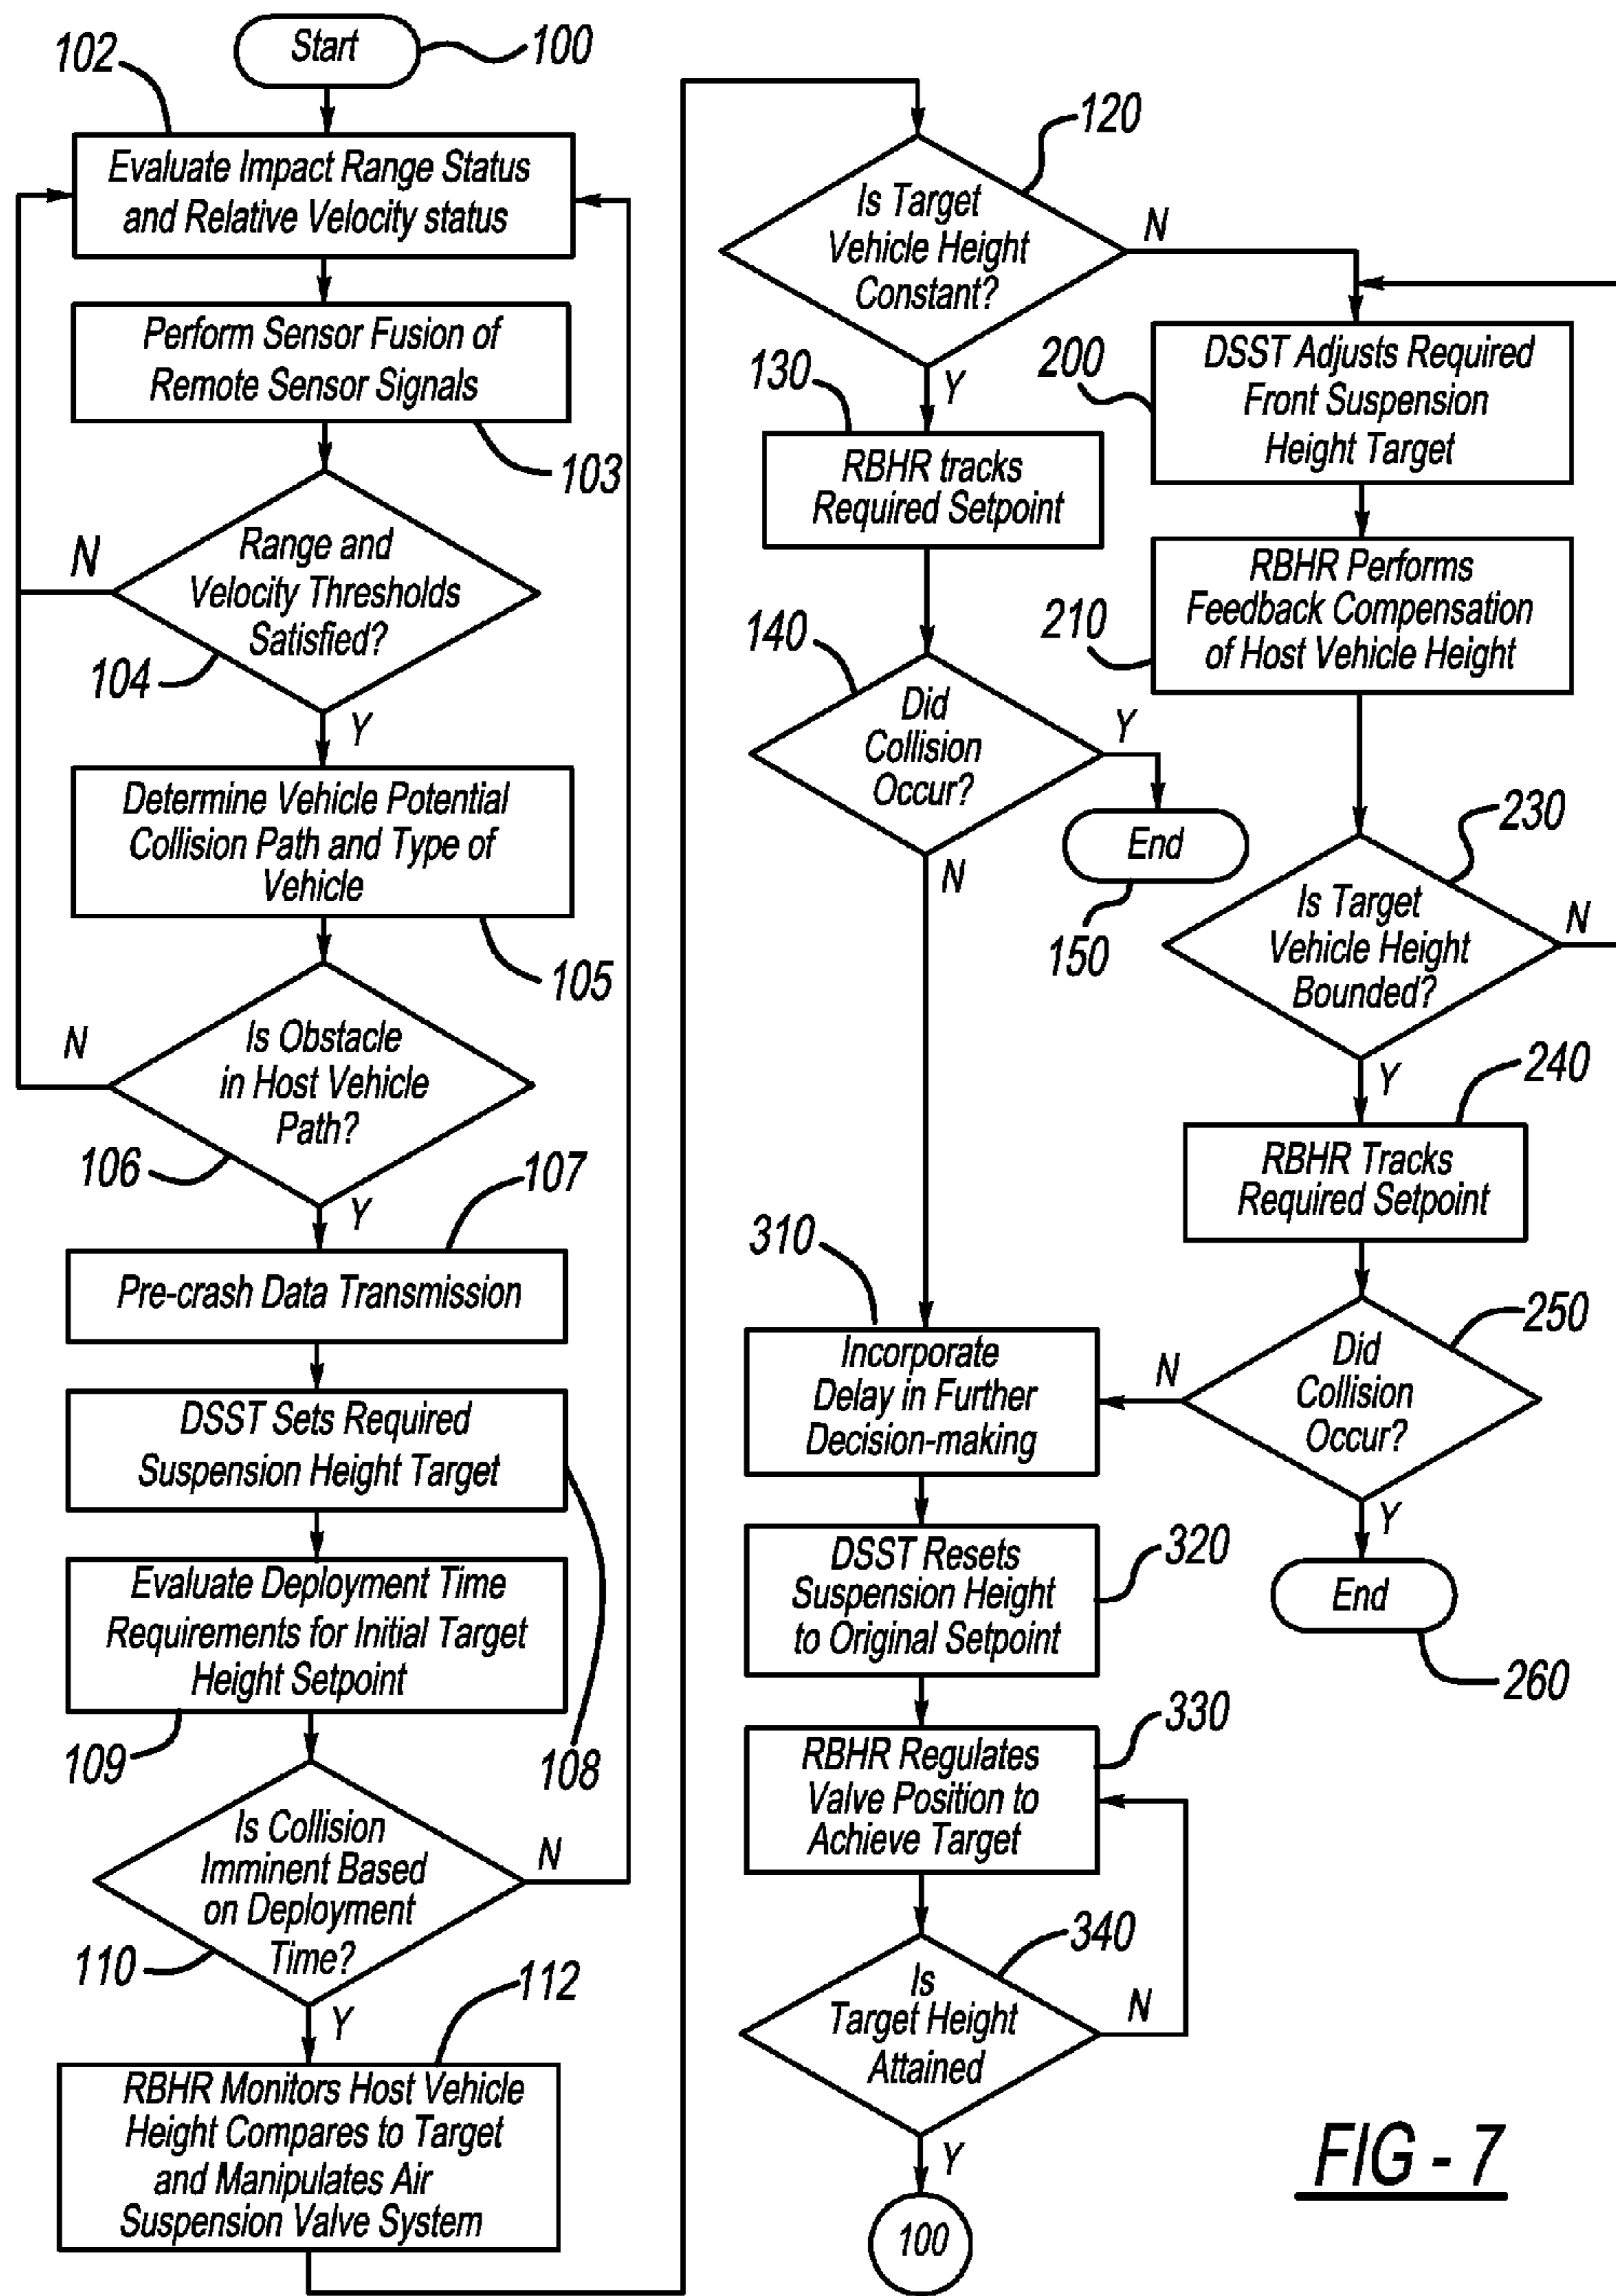 Start
100
102
Evaluate Impact Range Status
and Relative Velocity status
Perform Sensor Fusion of
Remote Sensor Signals
103
Range and
Velocity Thresholds
Satisfied?
N
104
Y
Determine Vehicle Potential
Collision Path and Type of
Vehicle
105
Is Obstacle
in Host Vehicle
Path?
N
106
Y
107
Pre-crash Data Transmission
DSST Sets Required
Suspension Height Target
108
Evaluate Deployment Time
Requirements for Initial Target
Height Setpoint
109
Is Collision
Imminent Based
on Deployment
Time?
N
110
Y
112
RBHR Monitors Host Vehicle
Height Compares to Target
and Manipulates Air
Suspension Valve System
120
Is Target
Vehicle Height
Constant?
N
Y
130
RBHR tracks
Required Setpoint
140
Did
Collision
Occur?
Y
End
150
N
200
DSST Adjusts Required
Front Suspension
Height Target
210
RBHR Performs
Feedback Compensation
of Host Vehicle Height
230
Is Target
Vehicle Height
Bounded?
N
Y
240
RBHR Tracks
Required Setpoint
250
Did
Collision
Occur?
N
Y
End
260
310
Incorporate
Delay in Further
Decision-making
320
DSST Resets
Suspension Height
to Original Setpoint
330
RBHR Regulates
Valve Position to
Achieve Target
340
Is
Target Height
Attained
N
Y
100
FIG - 7